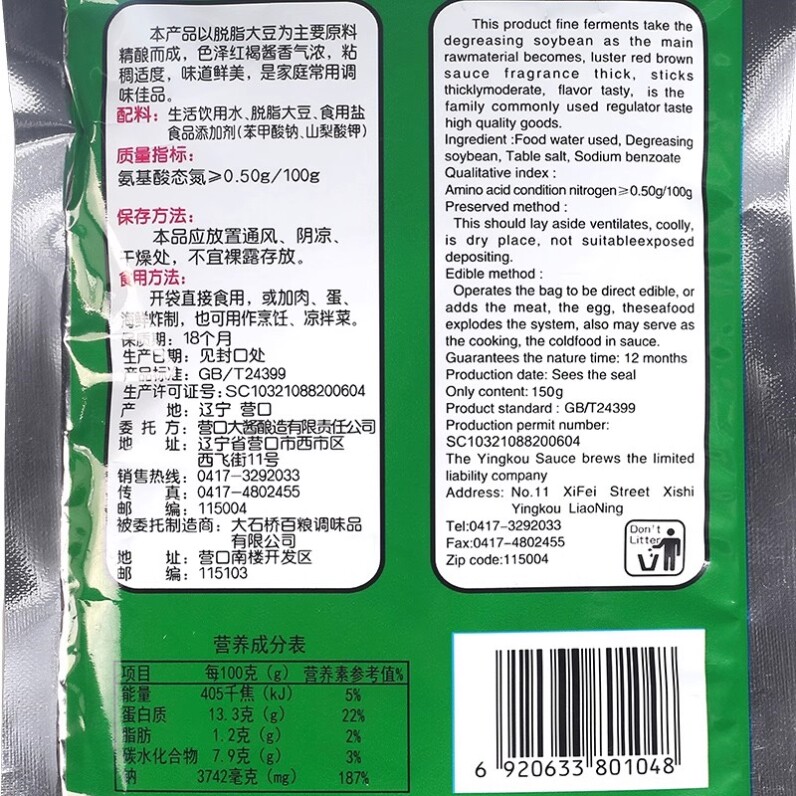 本产品以脱脂大豆为主要原料
精酿而成，色泽红褐酱香气浓，粘
稠适度，味道鲜美，是家庭常用调
味佳品。
配料：生活饮用水、脱脂大豆、食用盐
食品添加剂(苯甲酸钠、山梨酸钾)
质量指标：
氨基酸态氮≥0.50g/100g
保存方法：
本品应放置通风、阴凉、
干燥处，不宜裸露存放。
食用方法：
开袋直接食用，或加肉、蛋、
海鲜炸制，也可用作烹饪、凉拌菜。
保质期：18个月
生产日期：见封口处
产品标准：GB/T24399
生产许可证号：SC10321088200604
产 地：辽宁 营口
委托方：营口大酱酿造有限责任公司
地 址：辽宁省营口市西市区
西飞街11号
销售热线：0417-3292033
传 真：0417-4802455
邮 编：115004
被委托制造商：大石桥百粮调味品
有限公司
地 址：营口南楼开发区
邮 编：115103
This product fine ferments take the
degreasing soybean as the main
rawmaterial becomes, luster red brown
sauce fragrance thick, sticks
thicklymoderate, flavor tasty, is the
family commonly used regulator taste
high quality goods.
Ingredient :Food water used, Degreasing
soybean, Table salt, Sodium benzoate
Qualitative index :
Amino acid condition nitrogen≥0.50g/100g
Preserved method :
This should lay aside ventilates, coolly,
is dry place, not suitableexposed
depositing.
Edible method :
Operates the bag to be direct edible, or
adds the meat, the egg, theseafood
explodes the system, also may serve as
the cooking, the coldfood in sauce.
Guarantees the nature time: 12 months
Production date: Sees the seal
Only content: 150g
Product standard : GB/T24399
Production permit number:
SC10321088200604
The Yingkou Sauce brews the limited
liability company
Address: No.11 XiFei Street Xishi
Yingkou LiaoNing
Tel:0417-3292033
Fax:0417-4802455
Zip code:115004
Don't
Litter
营养成分表
项目 每100克（g） 营养素参考值%
能量 405千焦（kJ） 5%
蛋白质 13.3克（g） 22%
脂肪 1.2克（g） 2%
碳水化合物 7.9克（g） 3%
钠 3742毫克（mg） 187%
6 920633 801048